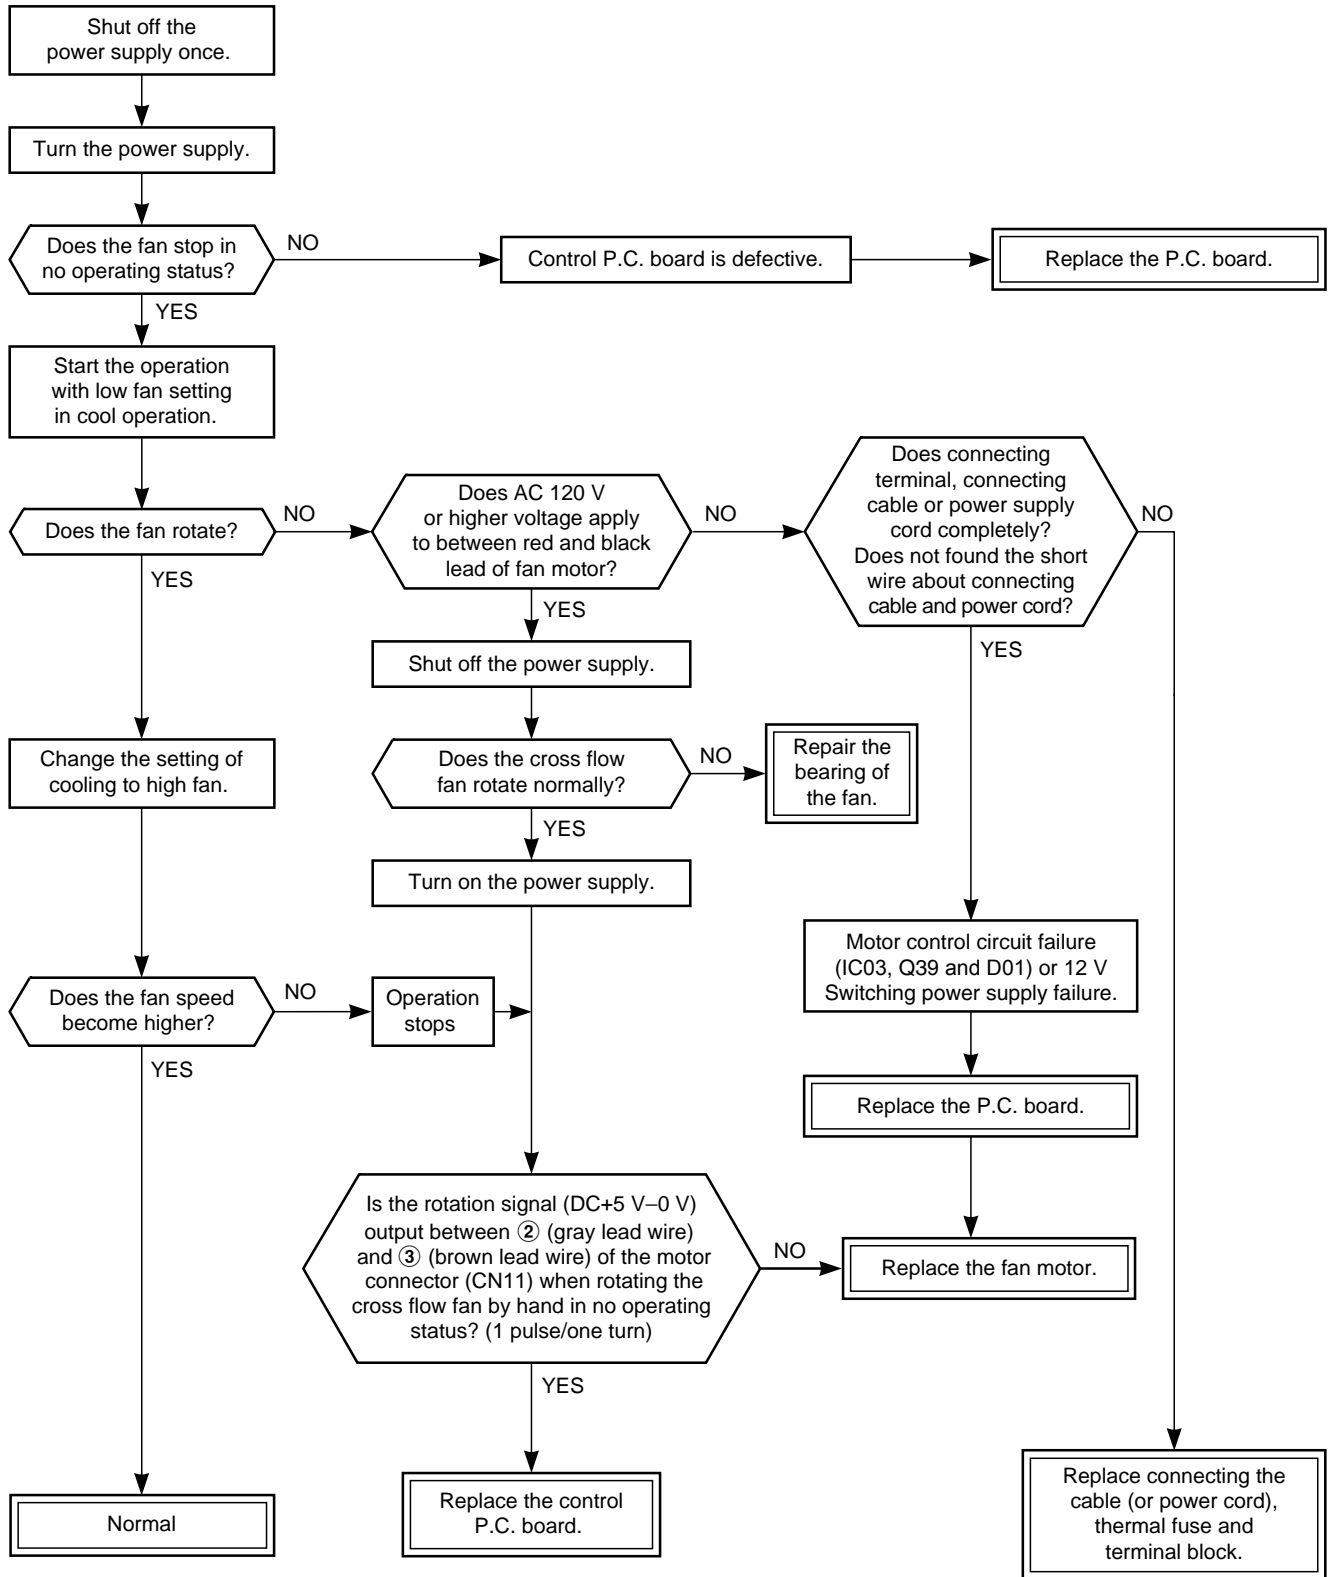 Shut off the
power supply once.
Turn the power supply.
Does the fan stop in
no operating status?
NO
Control P.C. board is defective.
Replace the P.C. board.
YES
Start the operation
with low fan setting
in cool operation.
Does the fan rotate?
NO
Does AC 120 V
or higher voltage apply
to between red and black
lead of fan motor?
NO
Does connecting
terminal, connecting
cable or power supply
cord completely?
Does not found the short
wire about connecting
cable and power cord?
NO
YES
YES
YES
Shut off the power supply.
Change the setting of
cooling to high fan.
Does the cross flow
fan rotate normally?
NO
Repair the
bearing of
the fan.
YES
Turn on the power supply.
Motor control circuit failure
(IC03, Q39 and D01) or 12 V
Switching power supply failure.
Does the fan speed
become higher?
NO
Operation
stops
YES
Replace the P.C. board.
Is the rotation signal (DC+5 V–0 V)
output between ② (gray lead wire)
and ③ (brown lead wire) of the motor
connector (CN11) when rotating the
cross flow fan by hand in no operating
status? (1 pulse/one turn)
NO
Replace the fan motor.
YES
Normal
Replace the control
P.C. board.
Replace connecting the
cable (or power cord),
thermal fuse and
terminal block.